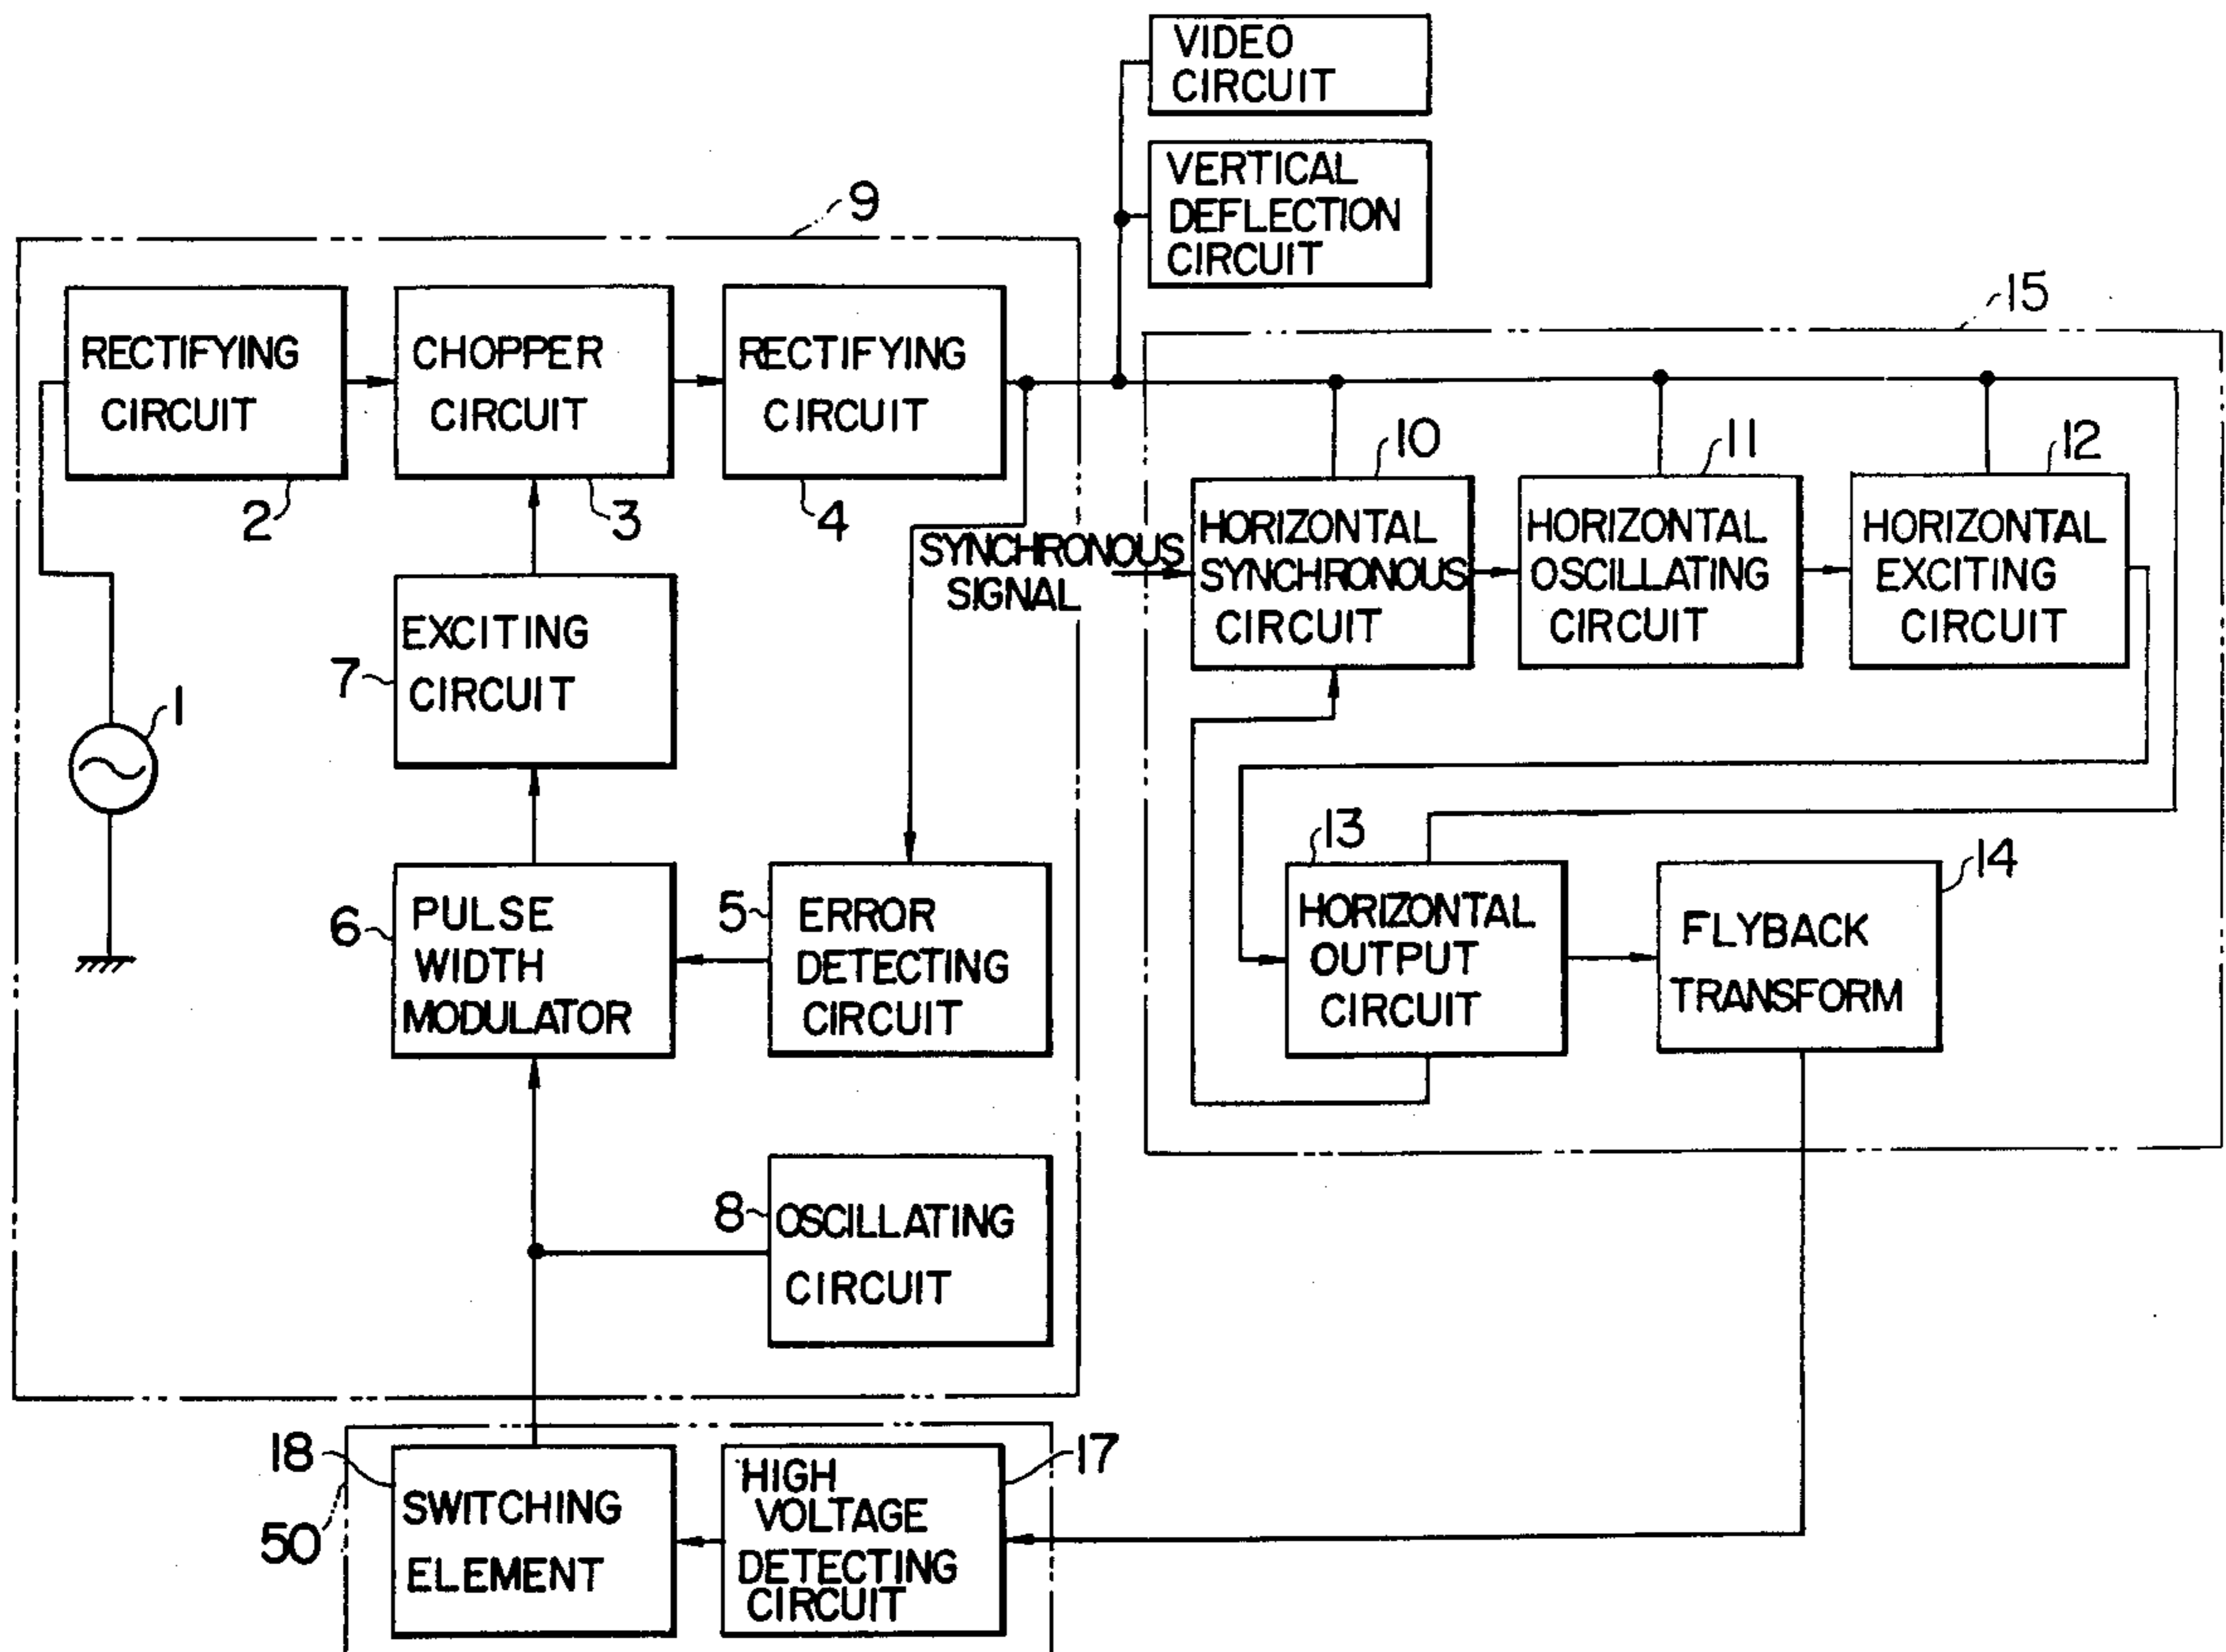 VIDEO
CIRCUIT
VERTICAL
DEFLECTION
CIRCUIT
9
15
RECTIFYING
CIRCUIT
2
CHOPPER
CIRCUIT
3
RECTIFYING
CIRCUIT
4
10
11
12
SYNCHRONOUS
SIGNAL
HORIZONTAL
SYNCHRONOUS
CIRCUIT
HORIZONTAL
OSCILLATING
CIRCUIT
HORIZONTAL
EXCITING
CIRCUIT
7
EXCITING
CIRCUIT
1
13
14
6
PULSE
WIDTH
MODULATOR
5
ERROR
DETECTING
CIRCUIT
HORIZONTAL
OUTPUT
CIRCUIT
FLYBACK
TRANSFORM
8
OSCILLATING
CIRCUIT
18
50
SWITCHING
ELEMENT
17
HIGH
VOLTAGE
DETECTING
CIRCUIT